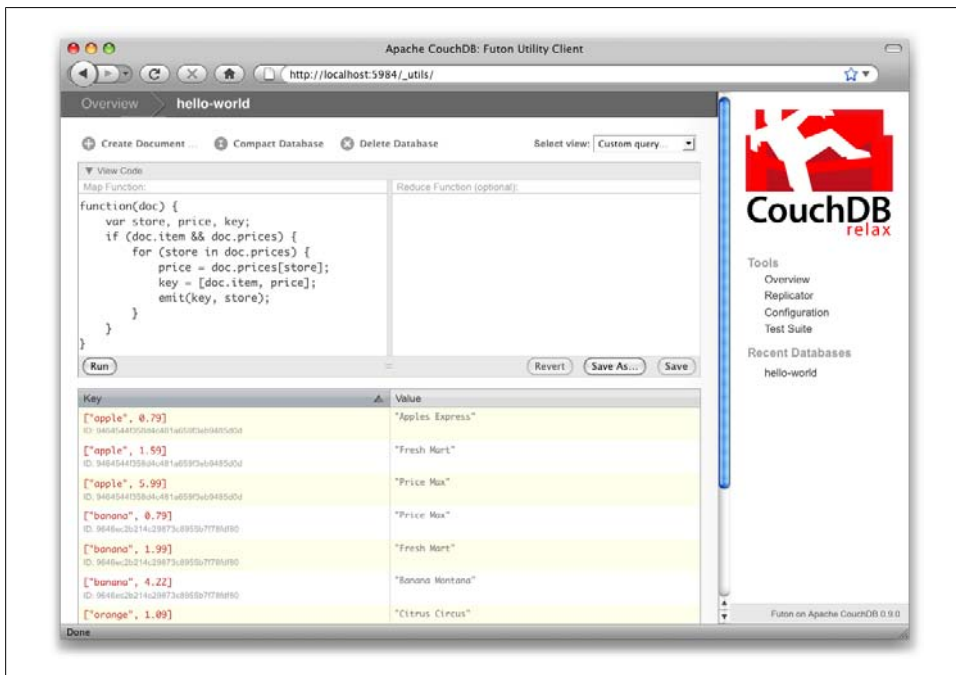 Apache CouchDB: Futon Utility Client
http://localhost:5984/_utils/
Overview hello-world
Create Document ... Compact Database Delete Database Select view: Custom query...
View Code
Map Function: Reduce Function (optional):
function(doc) {
    var store, price, key;
    if (doc.item && doc.prices) {
        for (store in doc.prices) {
            price = doc.prices[store];
            key = [doc.item, price];
            emit(key, store);
        }
    }
}
Run Revert Save As... Save
Key Value
["apple", 0.79] "Apples Express"
ID:
["apple", 1.59] "Fresh Mart"
ID:
["apple", 5.99] "Price Max"
ID:
["banana", 0.79] "Price Max"
ID:
["banana", 1.99] "Fresh Mart"
ID:
["banana", 4.22] "Banana Montana"
ID:
["orange", 1.09] "Citrus Circus"
Done
CouchDB
relax
Tools
Overview
Replicator
Configuration
Test Suite
Recent Databases
hello-world
Futon on Apache CouchDB 0.9.0